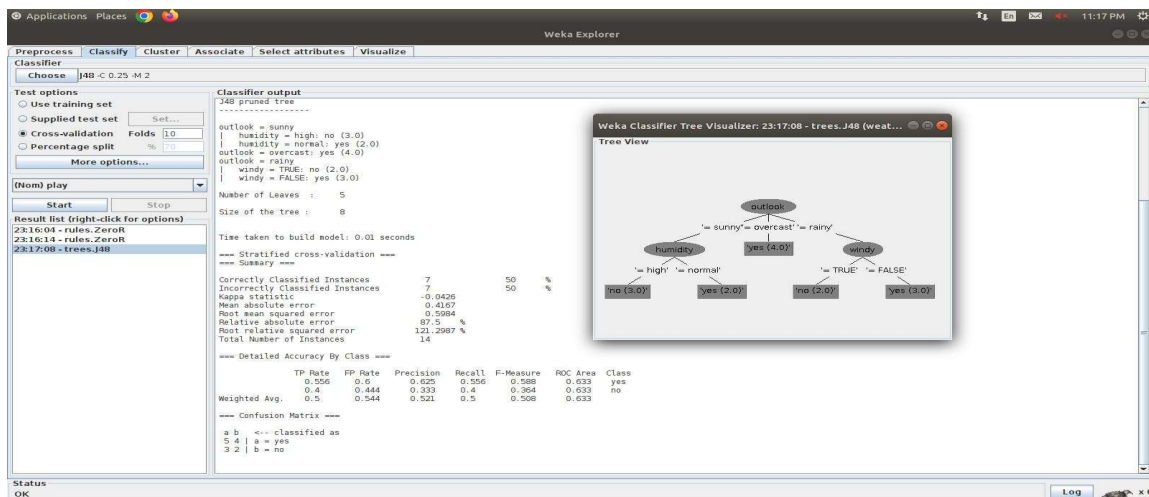 Applications Places En 11:17 PM
Weka Explorer
Preprocess Classify Cluster Associate Select attributes Visualize
Classifier
Choose J48 -C 0.25 -M 2
Test options
Use training set
Supplied test set Set...
Cross-validation Folds 10
Percentage split % 70
More options...
(Nom) play
Start Stop
Result list (right-click for options)
23:16:04 - rules.ZeroR
23:16:14 - rules.ZeroR
23:17:08 - trees.J48
Classifier output
J48 pruned tree
------------------
outlook = sunny
| humidity = high: no (3.0)
| humidity = normal: yes (2.0)
outlook = overcast: yes (4.0)
outlook = rainy
| windy = TRUE: no (2.0)
| windy = FALSE: yes (3.0)
Number of Leaves : 5
Size of the tree : 8
Time taken to build model: 0.01 seconds
=== Stratified cross-validation ===
=== Summary ===
Correctly Classified Instances 7 50 %
Incorrectly Classified Instances 7 50 %
Kappa statistic -0.0426
Mean absolute error 0.4167
Root mean squared error 0.5984
Relative absolute error 87.5 %
Root relative squared error 121.2987 %
Total Number of Instances 14
=== Detailed Accuracy By Class ===
TP Rate FP Rate Precision Recall F-Measure ROC Area Class
0.556 0.6 0.625 0.556 0.588 0.633 yes
0.4 0.444 0.333 0.4 0.364 0.633 no
Weighted Avg. 0.5 0.544 0.521 0.5 0.508 0.633
=== Confusion Matrix ===
a b <-- classified as
5 4 | a = yes
3 2 | b = no
Weka Classifier Tree Visualizer: 23:17:08 - trees.J48 (weat...
Tree View
outlook
'= sunny' '= overcast' '= rainy'
humidity 'yes (4.0)' windy
'= high' '= normal' '= TRUE' '= FALSE'
'no (3.0)' 'yes (2.0)' 'no (2.0)' 'yes (3.0)'
Status
OK
Log x